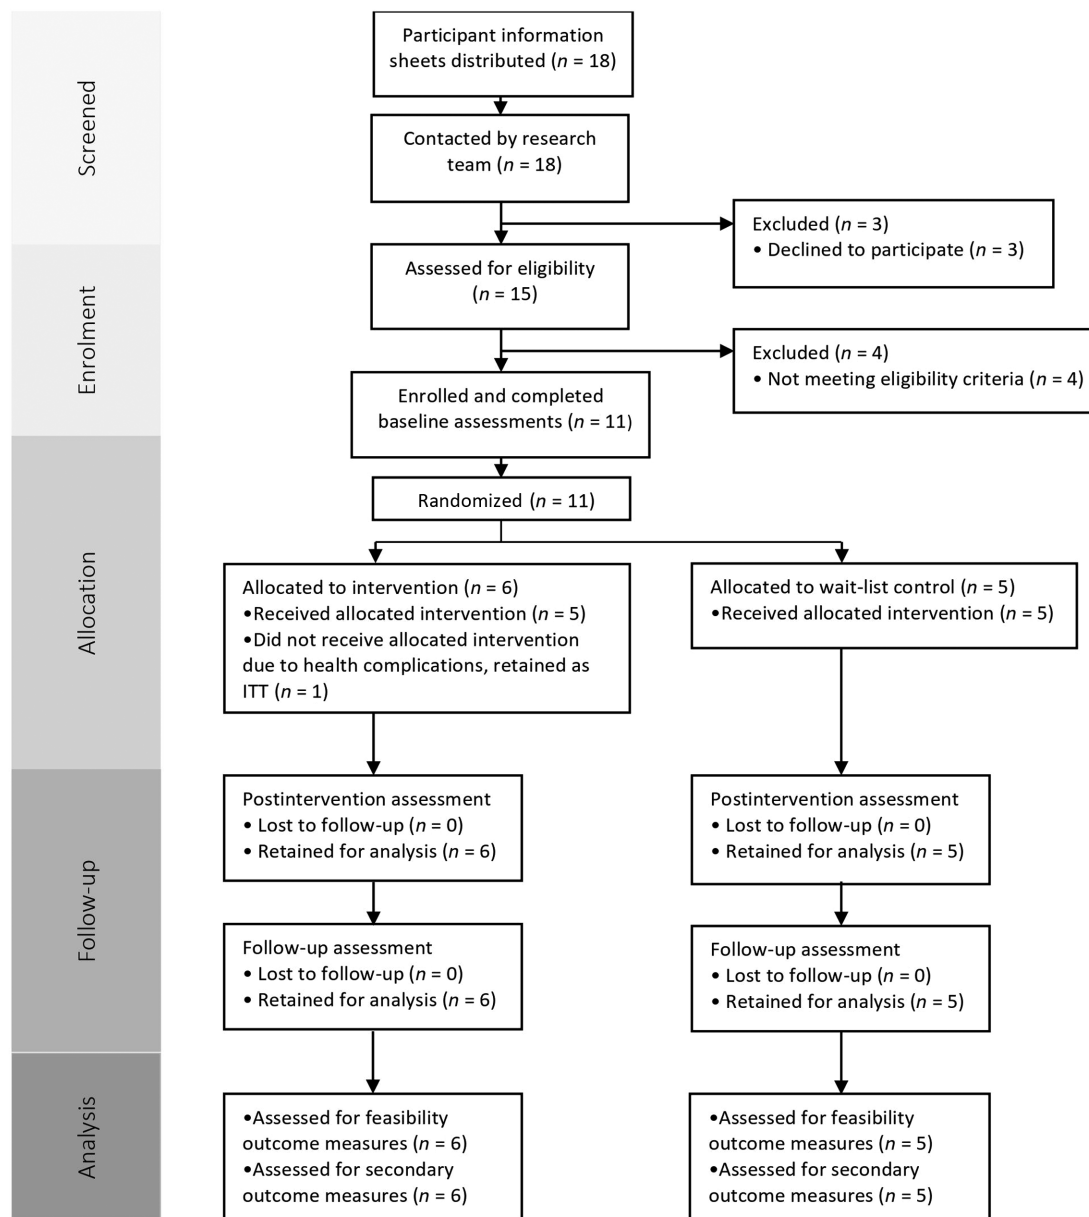 Screened
Participant information
sheets distributed (n = 18)
Contacted by research
team (n = 18)
Excluded (n = 3)
• Declined to participate (n = 3)
Enrolment
Assessed for eligibility
(n = 15)
Excluded (n = 4)
• Not meeting eligibility criteria (n = 4)
Enrolled and completed
baseline assessments (n = 11)
Allocation
Randomized (n = 11)
Allocated to intervention (n = 6)
•Received allocated intervention (n = 5)
•Did not receive allocated intervention
due to health complications, retained as
ITT (n = 1)
Allocated to wait-list control (n = 5)
•Received allocated intervention (n = 5)
Follow-up
Postintervention assessment
• Lost to follow-up (n = 0)
• Retained for analysis (n = 6)
Postintervention assessment
• Lost to follow-up (n = 0)
• Retained for analysis (n = 5)
Follow-up assessment
• Lost to follow-up (n = 0)
• Retained for analysis (n = 6)
Follow-up assessment
• Lost to follow-up (n = 0)
• Retained for analysis (n = 5)
Analysis
•Assessed for feasibility
outcome measures (n = 6)
•Assessed for secondary
outcome measures (n = 6)
•Assessed for feasibility
outcome measures (n = 5)
•Assessed for secondary
outcome measures (n = 5)